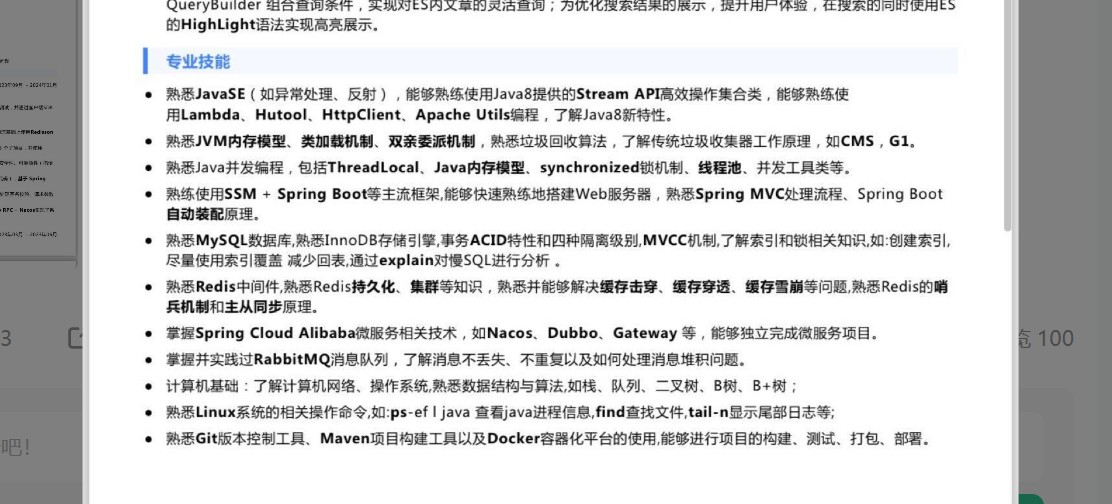 QueryBuilder 组合查询条件，实现对ES内文章的灵活查询；为优化搜索结果的展示，提升用户体验，在搜索的同时使用ES
的HighLight语法实现高亮展示。
专业技能
熟悉JavaSE（如异常处理、反射），能够熟练使用Java8提供的Stream API高效操作集合类，能够熟练使
用Lambda、Hutool、HttpClient、Apache Utils编程，了解Java8新特性。
熟悉JVM内存模型、类加载机制、双亲委派机制，熟悉垃圾回收算法，了解传统垃圾收集器工作原理，如CMS，G1。
熟悉Java并发编程，包括ThreadLocal、Java内存模型、synchronized锁机制、线程池、并发工具类等。
熟练使用SSM + Spring Boot等主流框架,能够快速熟练地搭建Web服务器，熟悉Spring MVC处理流程、Spring Boot
自动装配原理。
熟悉MySQL数据库,熟悉InnoDB存储引擎,事务ACID特性和四种隔离级别,MVCC机制,了解索引和锁相关知识,如:创建索引,
尽量使用索引覆盖 减少回表,通过explain对慢SQL进行分析 。
熟悉Redis中间件,熟悉Redis持久化、集群等知识，熟悉并能够解决缓存击穿、缓存穿透、缓存雪崩等问题,熟悉Redis的哨
兵机制和主从同步原理。
掌握Spring Cloud Alibaba微服务相关技术，如Nacos、Dubbo、Gateway 等，能够独立完成微服务项目。
掌握并实践过RabbitMQ消息队列，了解消息不丢失、不重复以及如何处理消息堆积问题。
计算机基础：了解计算机网络、操作系统,熟悉数据结构与算法,如栈、队列、二叉树、B树、B+树；
熟悉Linux系统的相关操作命令,如:ps-ef l java 查看java进程信息,find查找文件,tail-n显示尾部日志等;
熟悉Git版本控制工具、Maven项目构建工具以及Docker容器化平台的使用,能够进行项目的构建、测试、打包、部署。
3
览 100
吧!